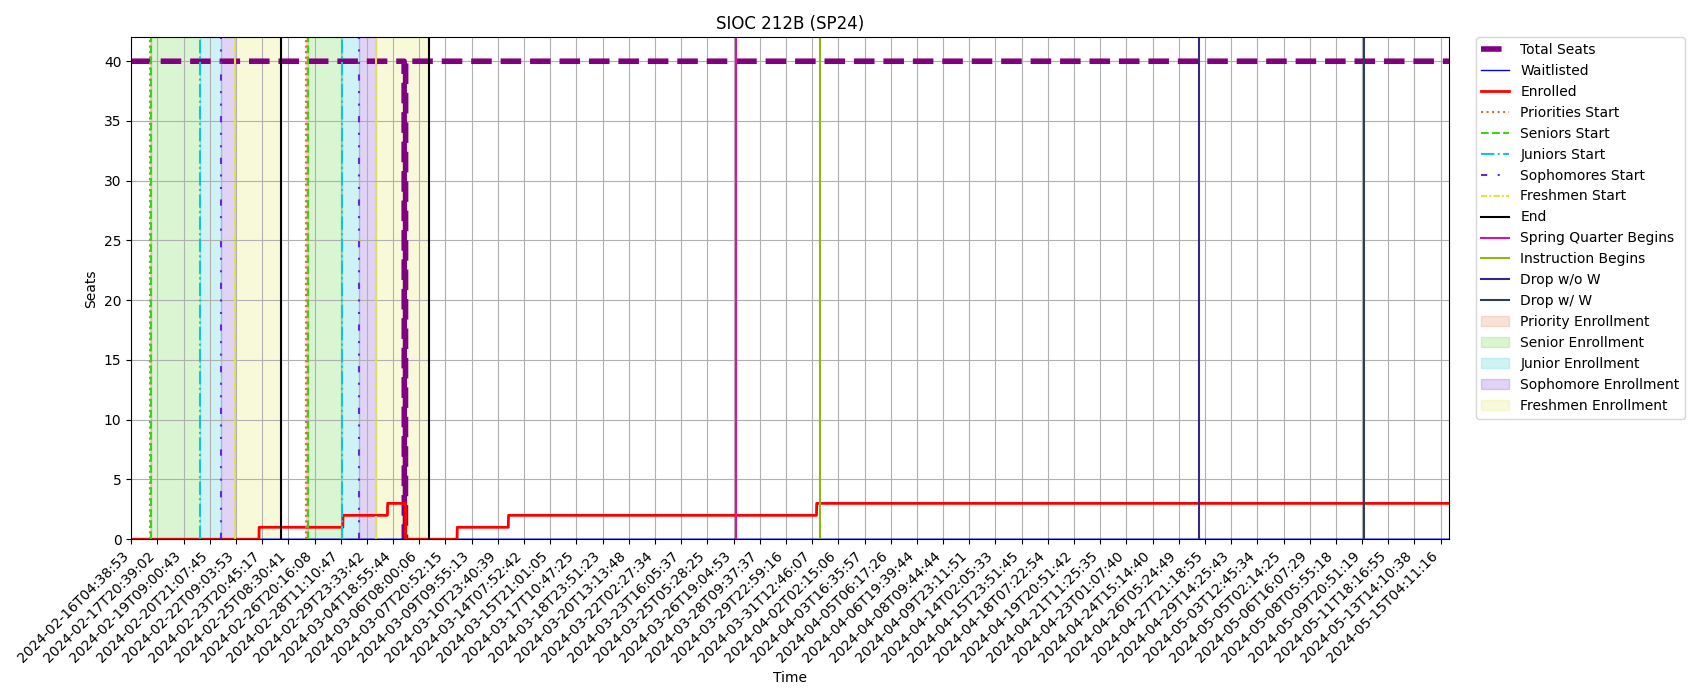 SIOC 212B (SP24)
Seats
40
35
30
25
20
15
10
5
0
2024-02-16T04:38:53
2024-02-17T20:39:02
2024-02-19T09:00:43
2024-02-20T21:07:45
2024-02-22T09:03:53
2024-02-23T20:45:17
2024-02-25T08:30:41
2024-02-26T20:16:08
2024-02-28T11:10:47
2024-02-29T23:33:42
2024-03-04T18:55:44
2024-03-06T08:00:06
2024-03-07T20:52:15
2024-03-09T09:55:13
2024-03-10T23:40:39
2024-03-14T07:52:42
2024-03-15T21:01:05
2024-03-17T10:47:25
2024-03-18T23:51:23
2024-03-20T13:13:48
2024-03-22T02:27:34
2024-03-23T16:05:37
2024-03-25T05:28:25
2024-03-26T19:04:53
2024-03-28T09:37:37
2024-03-29T22:59:16
2024-03-31T12:46:07
2024-04-02T02:15:06
2024-04-03T16:35:57
2024-04-05T06:17:29
2024-04-06T19:39:44
2024-04-08T09:44:44
2024-04-09T23:11:51
2024-04-14T02:05:33
2024-04-15T23:51:45
2024-04-18T07:22:54
2024-04-19T20:51:42
2024-04-21T11:25:35
2024-04-23T01:07:40
2024-04-24T15:14:40
2024-04-26T05:24:49
2024-04-27T21:18:55
2024-04-29T14:25:43
2024-05-03T12:45:34
2024-05-05T02:14:25
2024-05-06T16:07:29
2024-05-08T05:55:18
2024-05-09T20:51:19
2024-05-11T18:16:55
2024-05-13T14:10:38
2024-05-15T04:11:16
Time
Total Seats
Waitlisted
Enrolled
Priorities Start
Seniors Start
Juniors Start
Sophomores Start
Freshmen Start
End
Spring Quarter Begins
Instruction Begins
Drop w/o W
Drop w/ W
Priority Enrollment
Senior Enrollment
Junior Enrollment
Sophomore Enrollment
Freshmen Enrollment